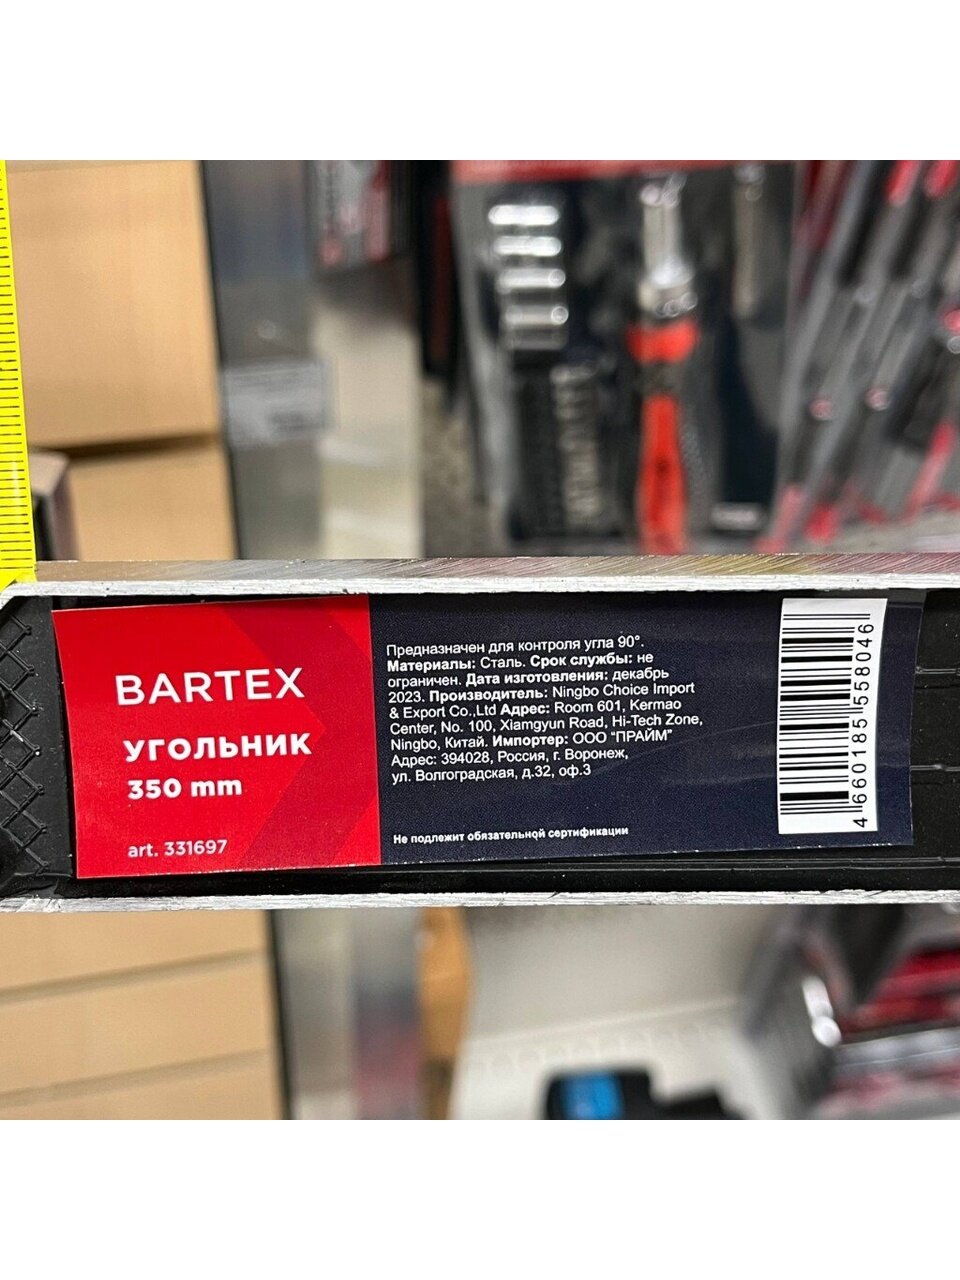 BARTEX
УГОЛЬНИК
350 mm
art. 331697
Предназначен для контроля угла 90°.
Материалы: Сталь. Срок службы: не
ограничен. Дата изготовления: декабрь
2023. Производитель: Ningbo Choice Import
& Export Co.,Ltd Адрес: Room 601, Kermao
Center, No. 100, Xiamgyun Road, Hi-Tech Zone,
Ningbo, Китай. Импортер: ООО "ПРАЙМ"
Адрес: 394028, Россия, г. Воронеж,
ул. Волгоградская, д.32, оф.3
Не подлежит обязательной сертификации
4 660185 558046